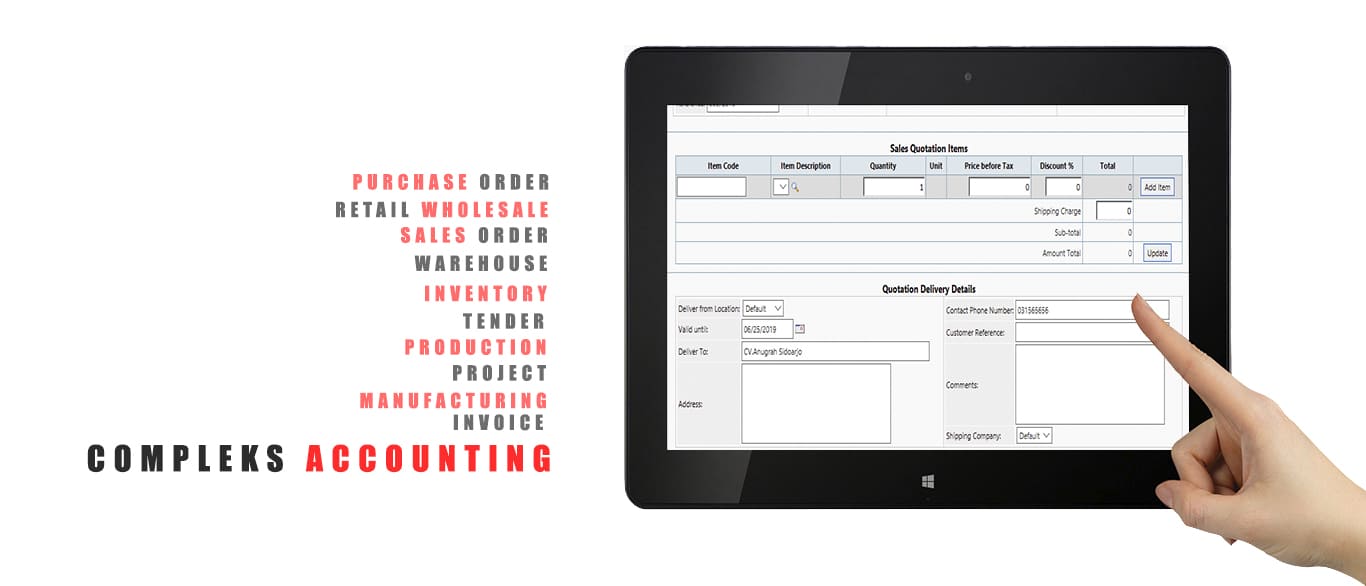 PURCHASE ORDER
RETAIL WHOLESALE
SALES ORDER
WAREHOUSE
INVENTORY
TENDER
PRODUCTION
PROJECT
MANUFACTURING
INVOICE
COMPLEKS ACCOUNTING
Sales Quotation Items
Item Code Item Description Quantity Unit Price before Tax Discount % Total
1 0 0 0 Add Item
Shipping Charge 0
Sub-total 0
Amount Total 0 Update
Quotation Delivery Details
Deliver from Location: Default
Valid until: 06/25/2019
Deliver To: CV.Anugrah Sidoarjo
Address:
Contact Phone Number: 031565656
Customer Reference:
Comments:
Shipping Company: Default